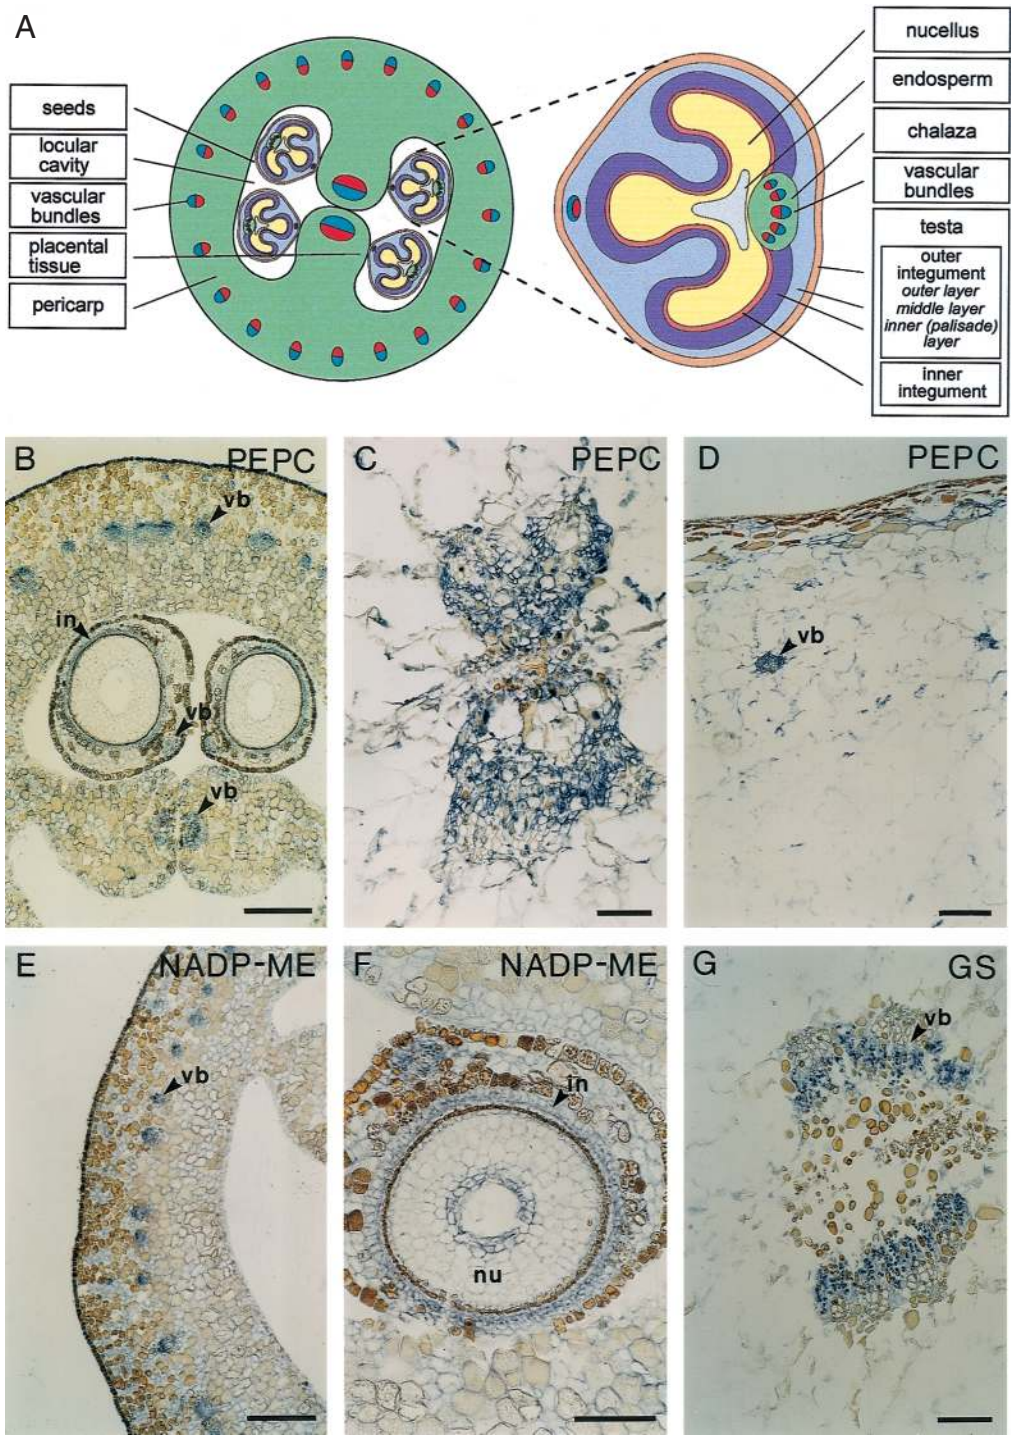 A
seeds
locular
cavity
vascular
bundles
placental
tissue
pericarp
nucellus
endosperm
chalaza
vascular
bundles
testa
outer
integument
outer layer
middle layer
inner (palisade)
layer
inner
integument
B
PEPC
vb
in
vb
vb
C
PEPC
D
PEPC
vb
E
NADP-ME
vb
F
NADP-ME
in
nu
G
GS
vb